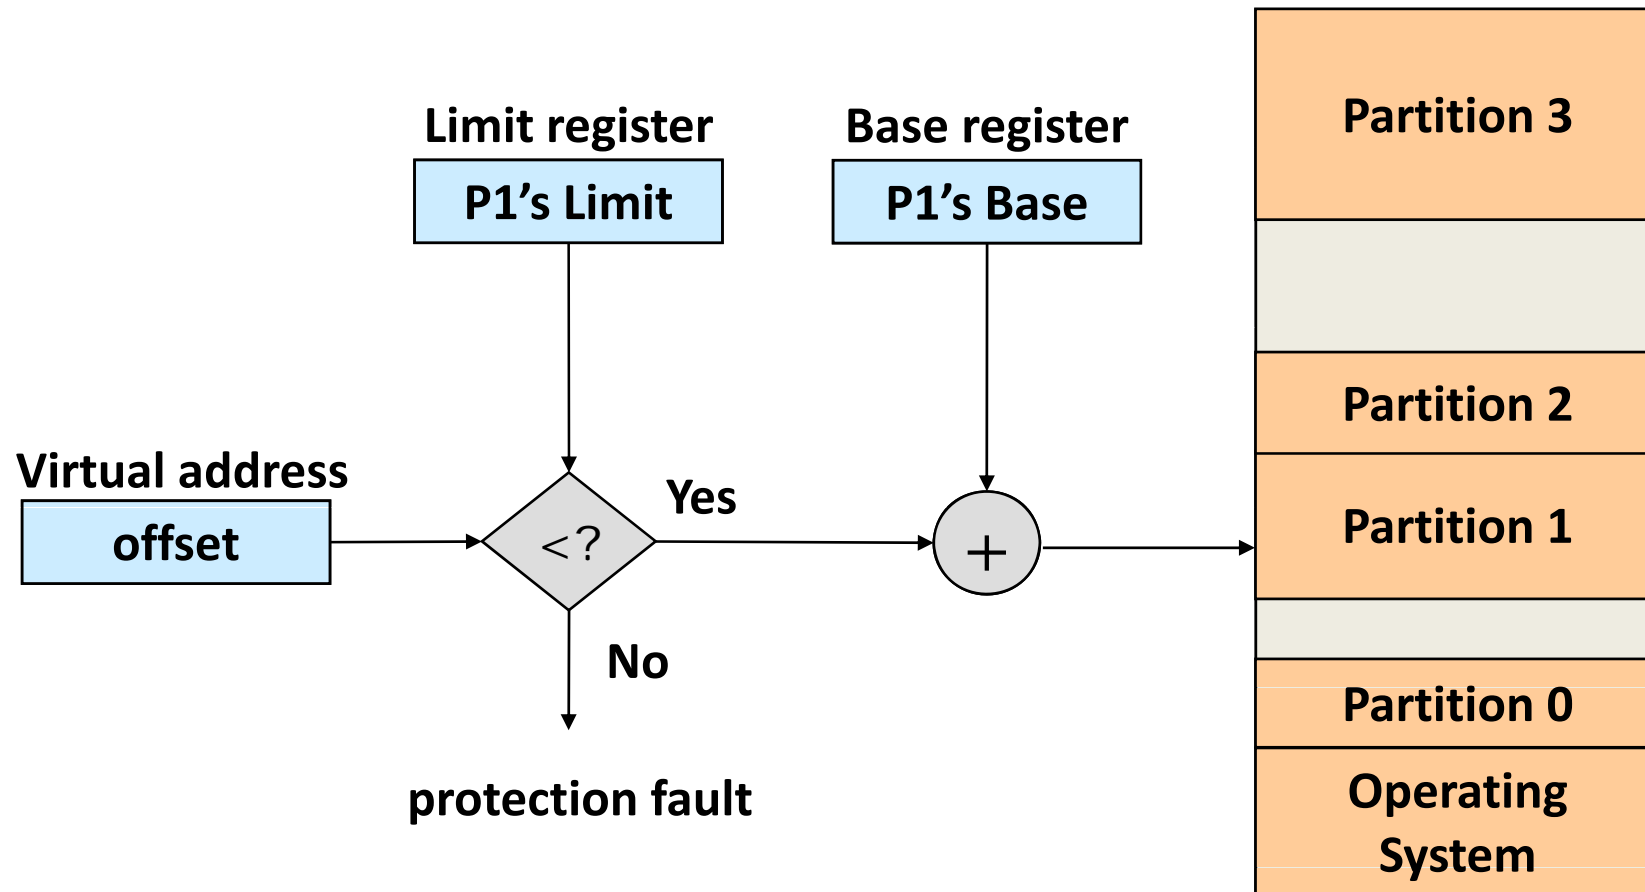 Partition 3
Limit register
Base register
P1’s Limit
P1’s Base
Partition 2
Virtual address
Yes
offset
<?
+
Partition 1
No
Partition 0
protection fault
Operating
System